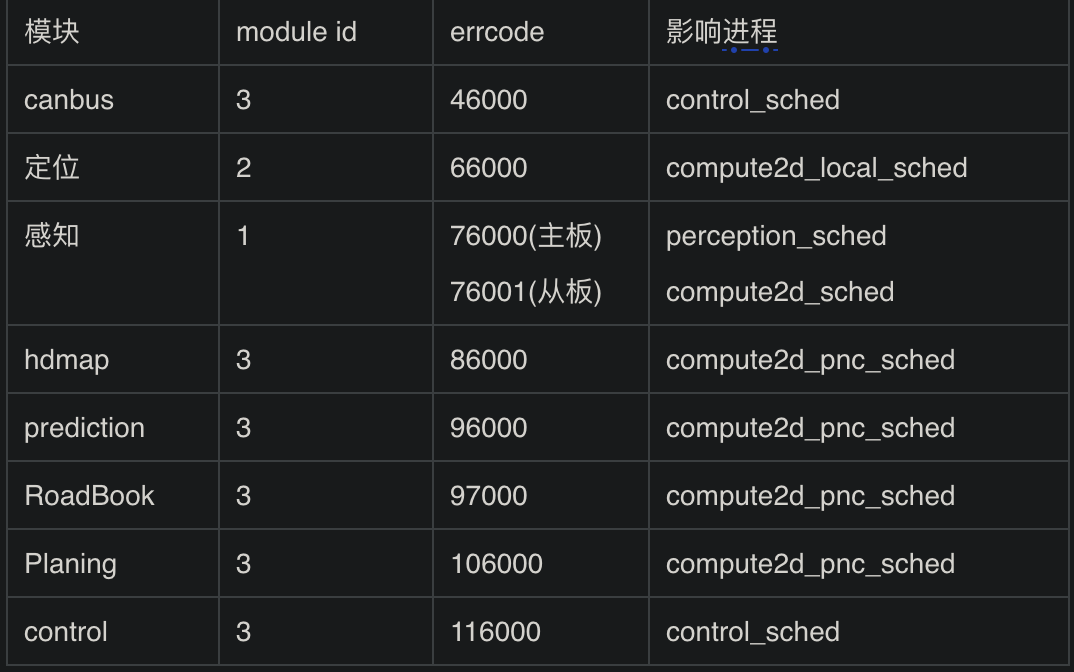 模块 module id errcode 影响进程
canbus 3 46000 control_sched
定位 2 66000 compute2d_local_sched
感知 1 76000(主板) perception_sched
76001(从板) compute2d_sched
hdmap 3 86000 compute2d_pnc_sched
prediction 3 96000 compute2d_pnc_sched
RoadBook 3 97000 compute2d_pnc_sched
Planing 3 106000 compute2d_pnc_sched
control 3 116000 control_sched